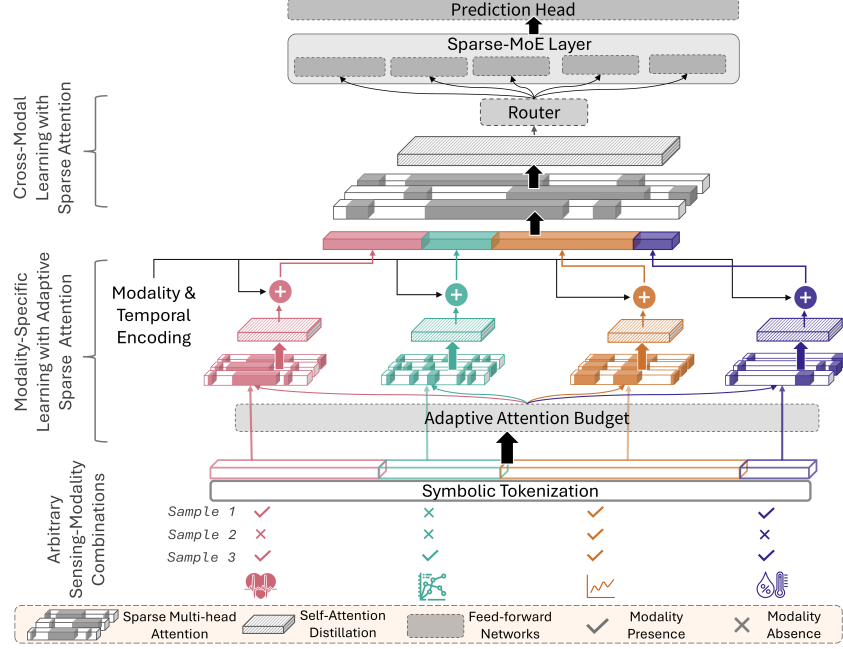 Prediction Head
Sparse-MoE Layer
Router
Cross-Modal
Learning with
Sparse Attention
Modality &
Temporal
Encoding
Modality-Specific
Learning with Adaptive
Sparse Attention
Adaptive Attention Budget
Symbolic Tokenization
Arbitrary
Sensing-Modality
Combinations
Sample 1
Sample 2
Sample 3
%
Sparse Multi-head
Attention
Self-Attention
Distillation
Feed-forward
Networks
Modality
Presence
Modality
Absence